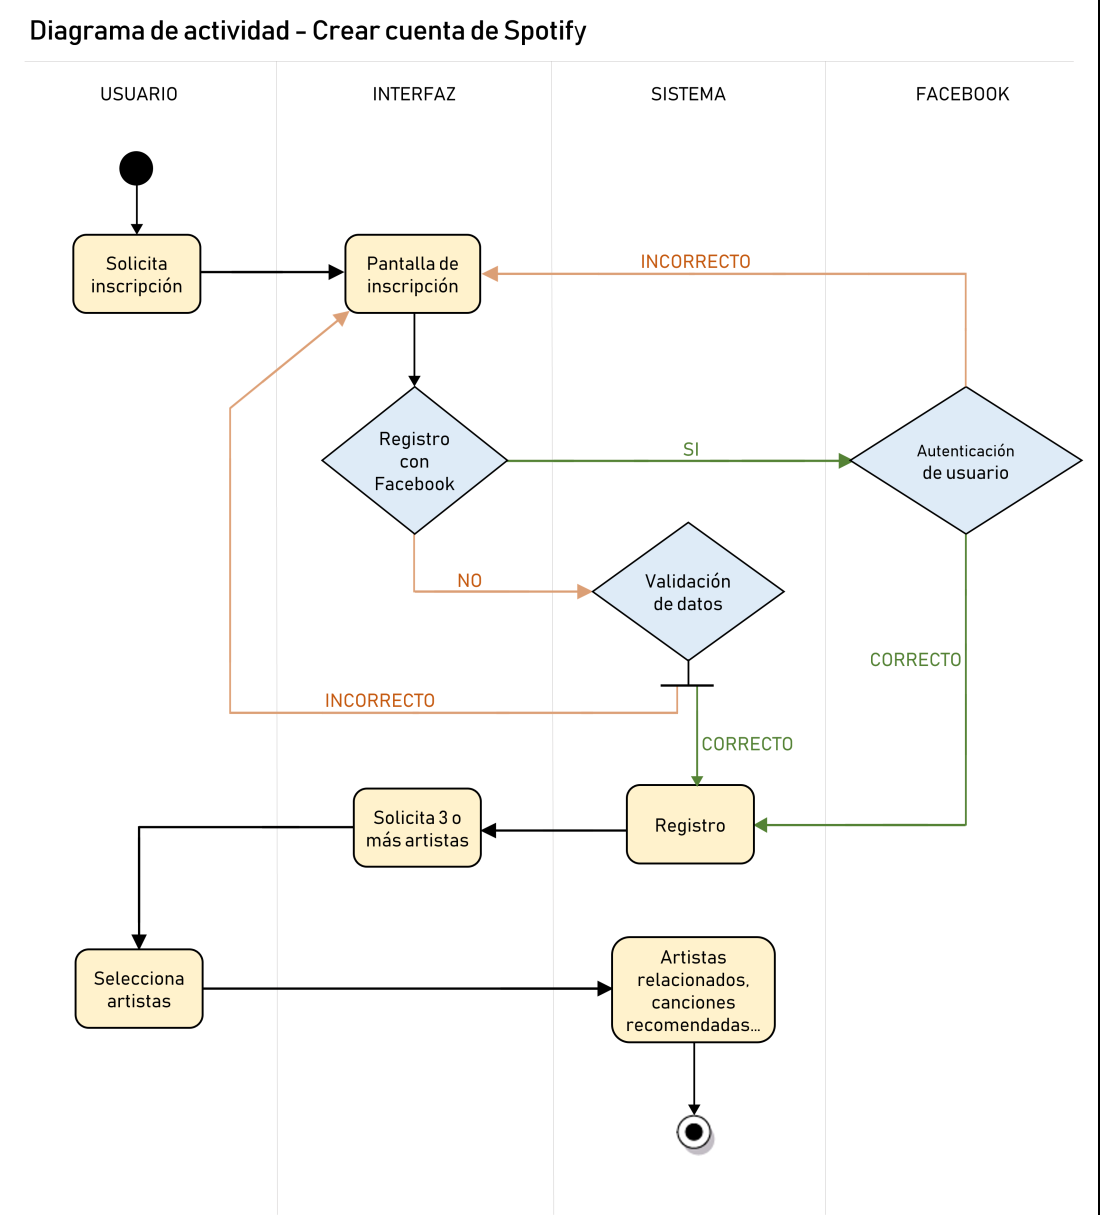 Diagrama de actividad - Crear cuenta de Spotify
USUARIO
INTERFAZ
SISTEMA
FACEBOOK
Solicita
inscripción
Pantalla de
inscripción
INCORRECTO
Registro
con
Facebook
SI
Autenticación
de usuario
NO
Validación
de datos
CORRECTO
INCORRECTO
CORRECTO
Solicita 3 o
más artistas
Registro
Selecciona
artistas
Artistas
relacionados,
canciones
recomendadas...